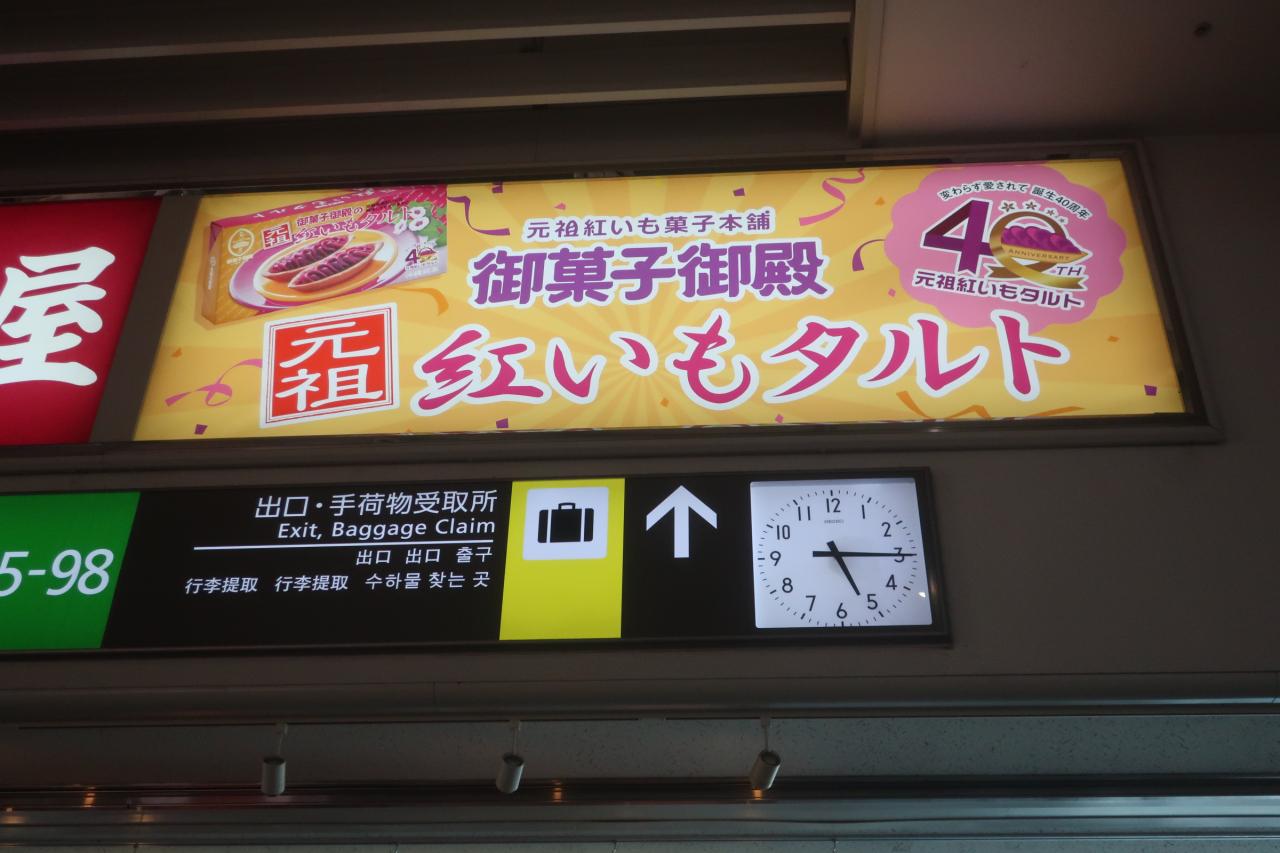 屋
御菓子御殿の
元祖
紅いもタルト
元祖紅いも菓子本舗
御菓子御殿
元祖
紅いもタルト
変わらず愛されて 誕生40周年
40TH
ANNIVERSARY
元祖紅いもタルト
5-98
出口・手荷物受取所
Exit, Baggage Claim
出口 出口 출구
行李提取 行李提取 수하물 찾는 곳
SEIKO
12
1
2
3
4
5
6
7
8
9
10
11